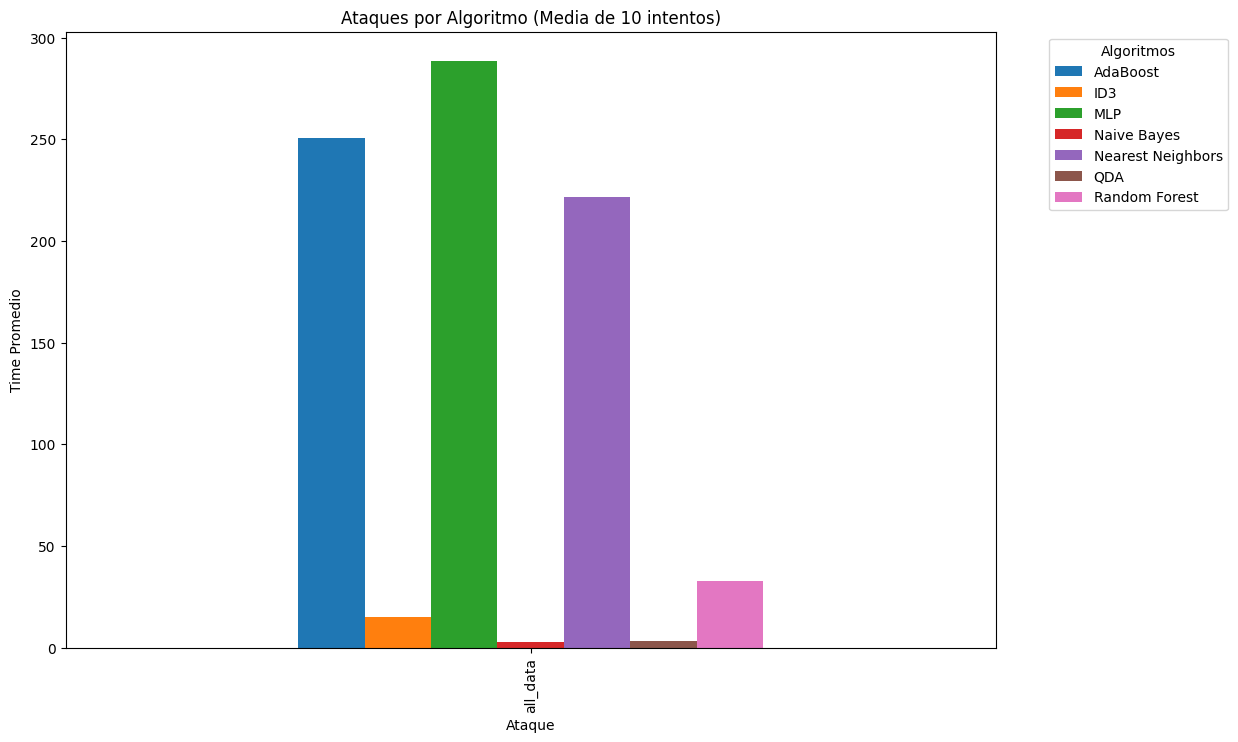 Ataques por Algoritmo (Media de 10 intentos)
Time Promedio
300
250
200
150
100
50
0
all_data
Ataque
Algoritmos
AdaBoost
ID3
MLP
Naive Bayes
Nearest Neighbors
QDA
Random Forest